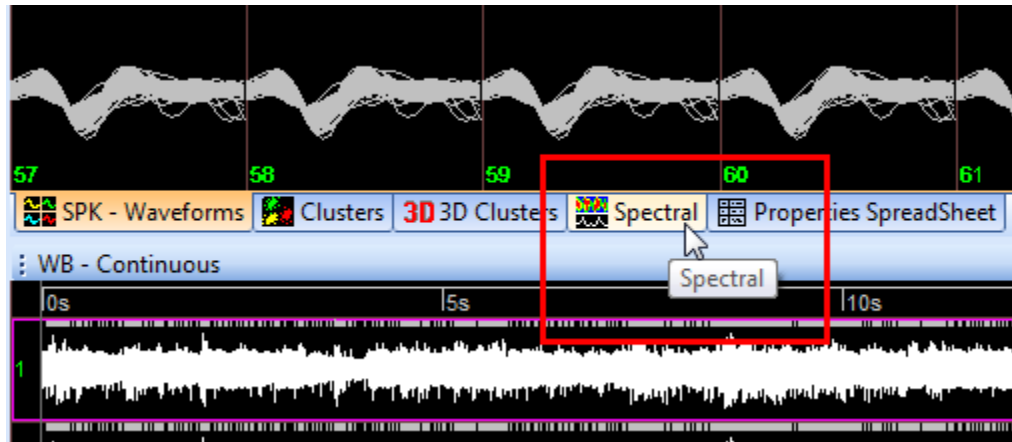 57 58 59 60 61
SPK - Waveforms Clusters 3D 3D Clusters Spectral Properties SpreadSheet
WB - Continuous
Spectral
0s 5s 10s
1